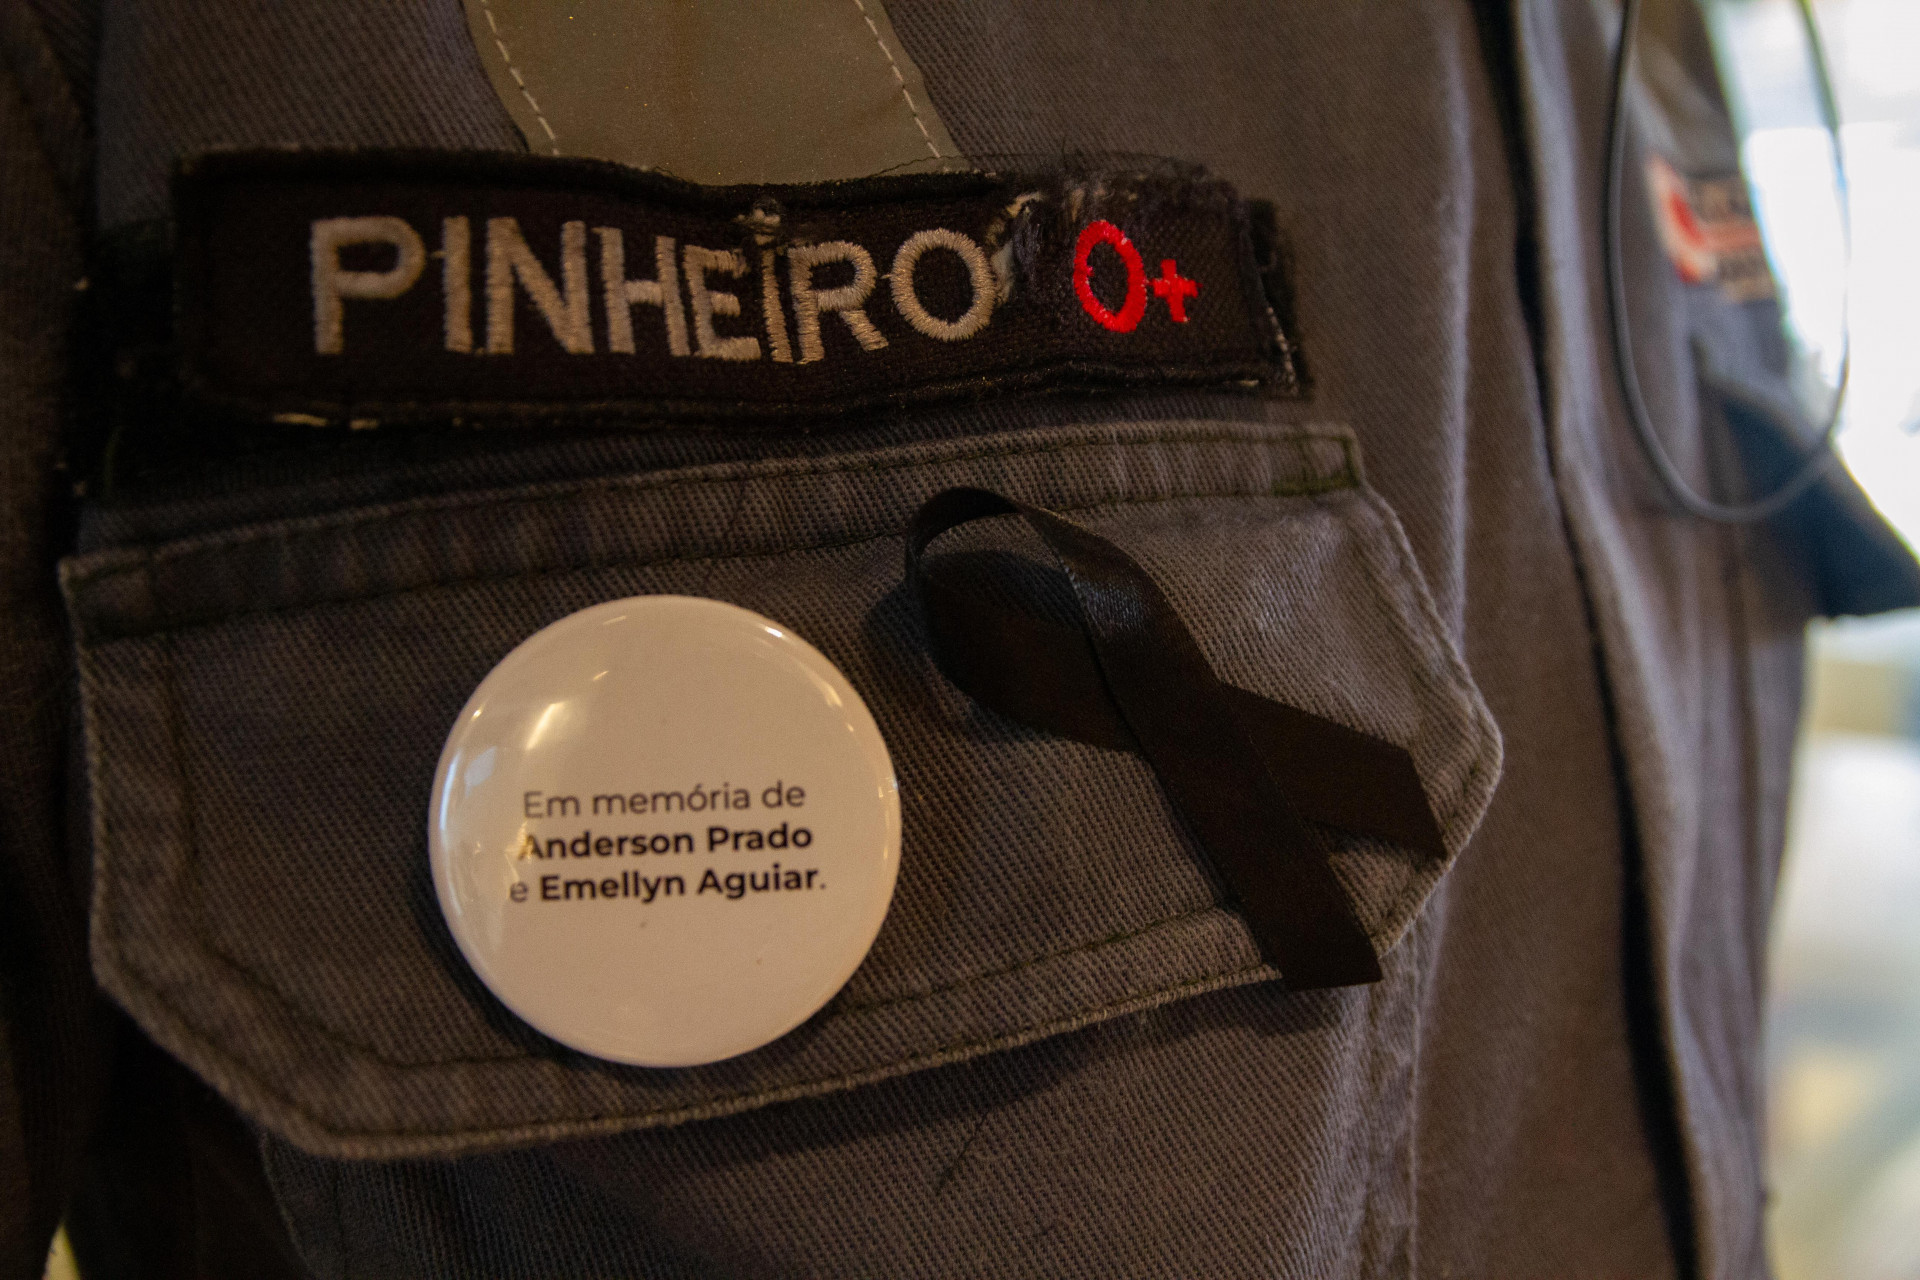 PINHEIRO O+
Em memória de
Anderson Prado
e Emellyn Aguiar.